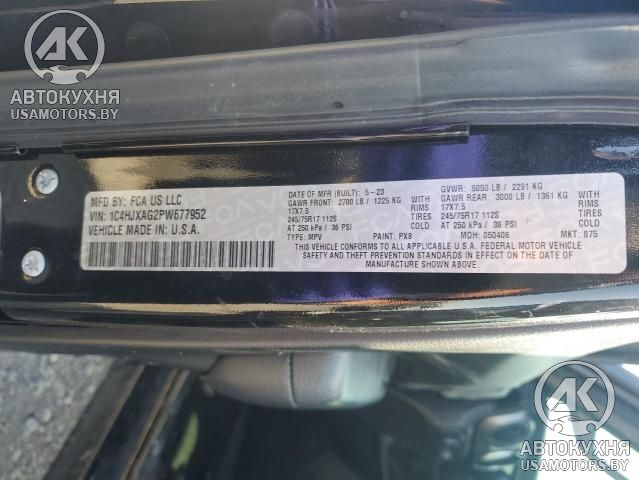 АК
АВТОКУХНЯ
USAMOTORS.BY
MFD BY: FCA US LLC
VIN: 1C4HJXAG2PW677952
VEHICLE MADE IN: U.S.A.
DATE OF MFR (BUILT): 5-23
GAWR FRONT: 2700 LB / 1225 KG
17X7.5
245/75R17 112S
AT 250 kPa / 36 PSI
TYPE: MPV
PAINT: PX8
WITH
TIRES
RIMS
GVWR: 5050 LB / 2291 KG
GAWR REAR: 3000 LB / 1361 KG
17X7.5
245/75R17 112S
AT 250 kPa / 36 PSI
MDH: 050406
MKT: 875
WITH
TIRES
RIMS
THIS VEHICLE CONFORMS TO ALL APPLICABLE U.S.A. FEDERAL MOTOR VEHICLE
SAFETY AND THEFT PREVENTION STANDARDS IN EFFECT ON THE DATE OF
MANUFACTURE SHOWN ABOVE.
АК
АВТОКУХНЯ
USAMOTORS.BY